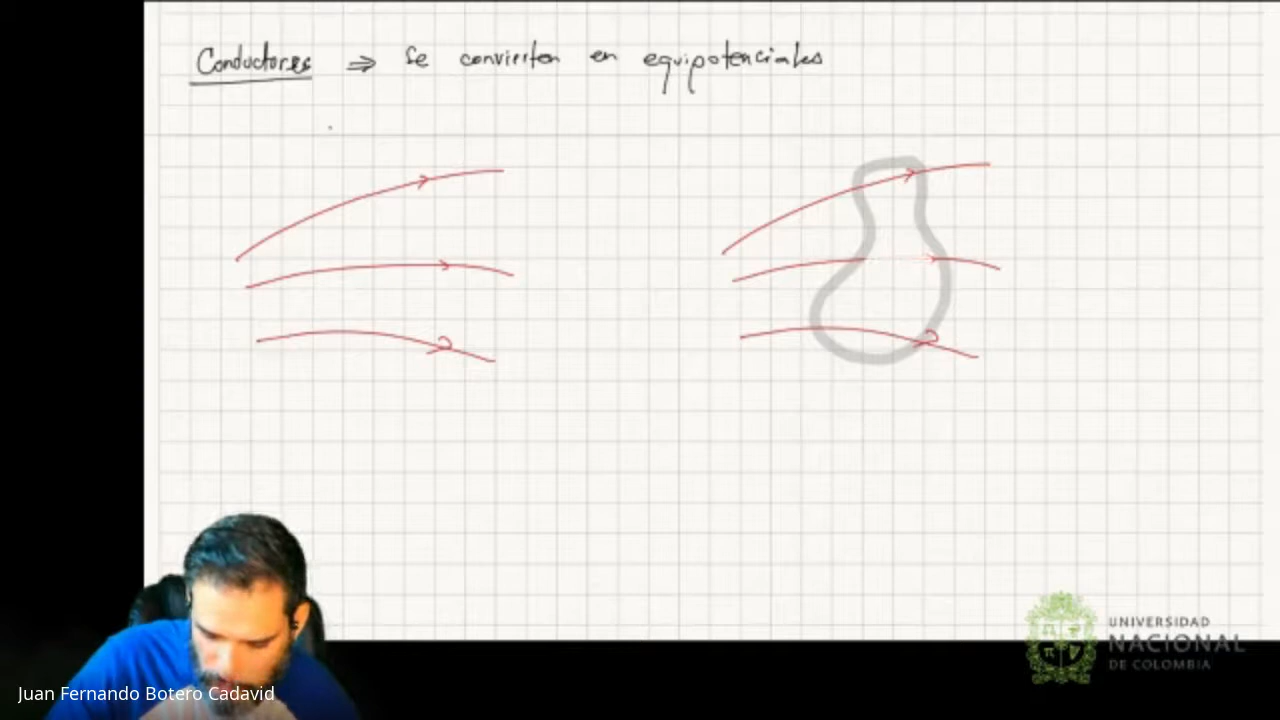 Conductores ⇒ Se convierten en equipotenciales
UNIVERSIDAD
NACIONAL
DE COLOMBIA
Juan Fernando Botero Cadavid